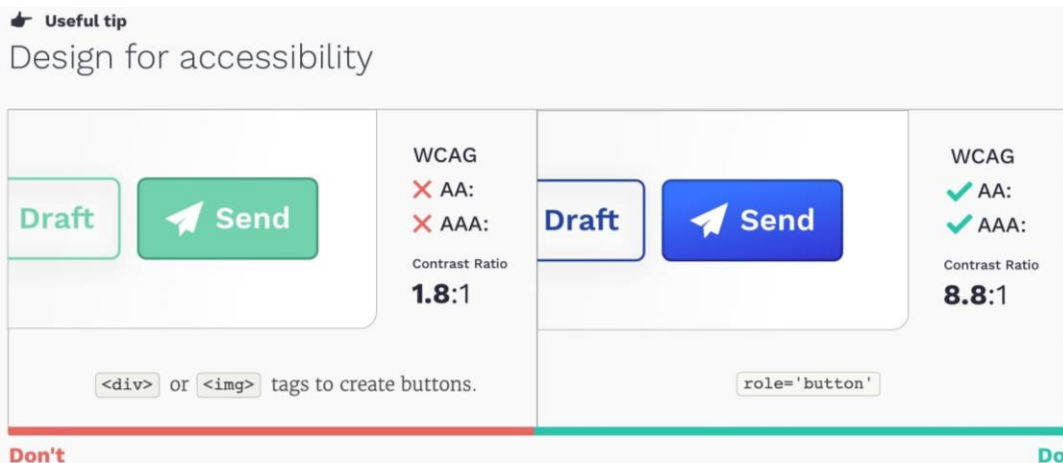 Useful tip
Design for accessibility
Draft
Send
WCAG
AA:
AAA:
Contrast Ratio
1.8:1
<div> or <img> tags to create buttons.
Don't
Draft
Send
WCAG
AA:
AAA:
Contrast Ratio
8.8:1
role='button'
Do